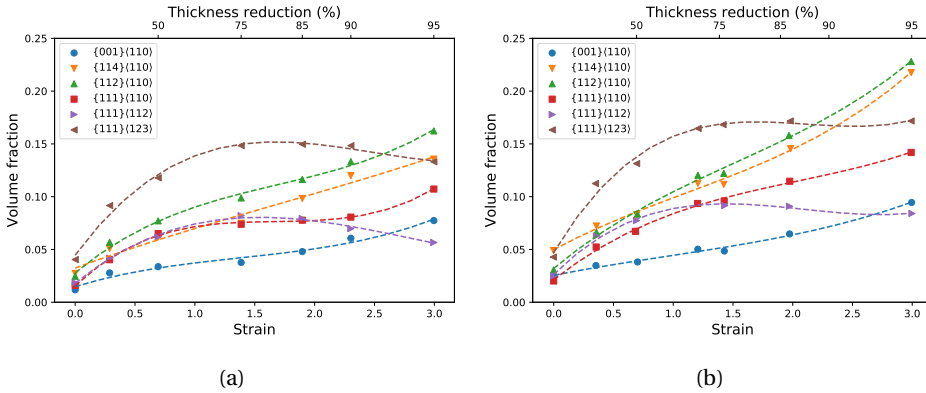 Thickness reduction (%)
50 75 85 90 95
0.25
0.20
0.15
0.10
0.05
0.00
Volume fraction
{001}⟨110⟩
{114}⟨110⟩
{112}⟨110⟩
{111}⟨110⟩
{111}⟨112⟩
{111}⟨123⟩
0.0 0.5 1.0 1.5 2.0 2.5 3.0
Strain
(a)
Thickness reduction (%)
50 75 85 90 95
0.25
0.20
0.15
0.10
0.05
0.00
Volume fraction
{001}⟨110⟩
{114}⟨110⟩
{112}⟨110⟩
{111}⟨110⟩
{111}⟨112⟩
{111}⟨123⟩
0.0 0.5 1.0 1.5 2.0 2.5 3.0
Strain
(b)